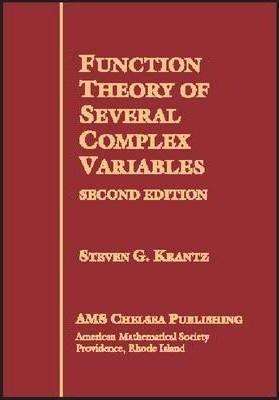 FUNCTION
THEORY OF
SEVERAL
COMPLEX
VARIABLES
SECOND EDITION
STEVEN G. KRANTZ
AMS CHELSEA PUBLISHING
American Mathematical Society
Providence, Rhode Island